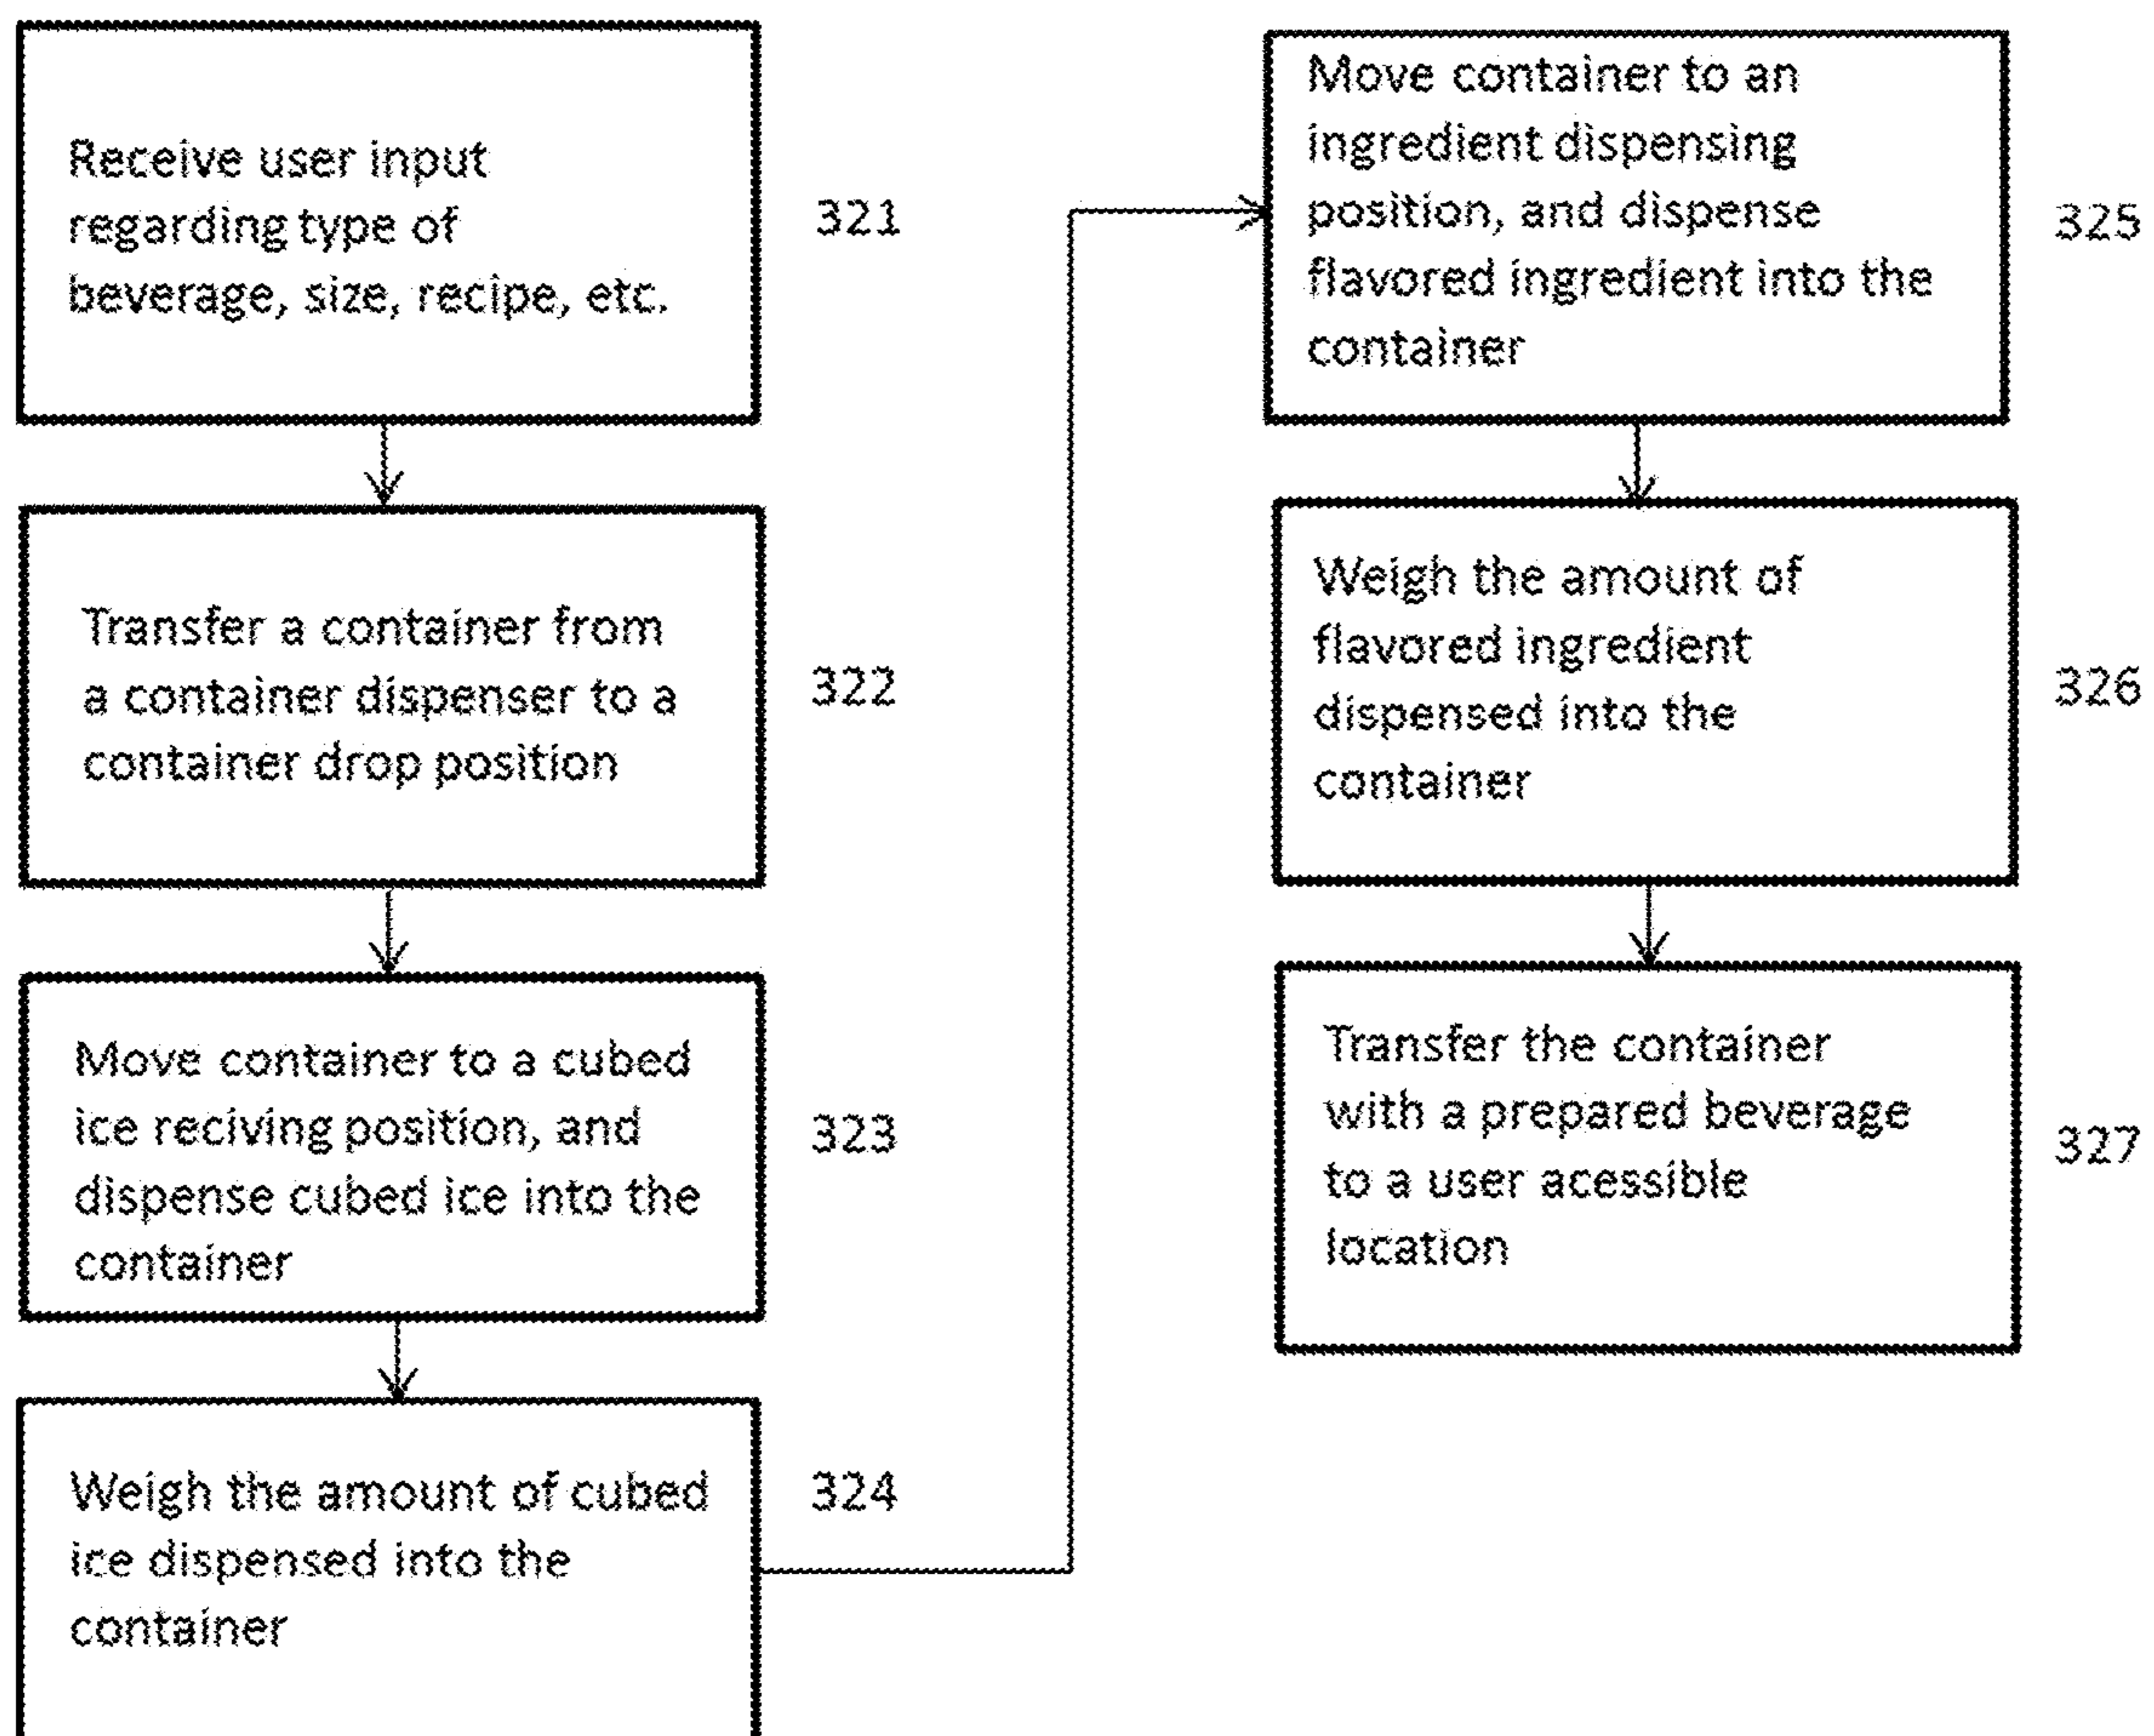 Receive user input
regarding type of
beverage, size, recipe, etc.
321
Transfer a container from
a container dispenser to a
container drop position
322
Move container to a cubed
ice reciving position, and
dispense cubed ice into the
container
323
Weigh the amount of cubed
ice dispensed into the
container
324
Move container to an
ingredient dispensing
position, and dispense
flavored ingredient into the
container
325
Weigh the amount of
flavored ingredient
dispensed into the
container
326
Transfer the container
with a prepared beverage
to a user acessible
location
327